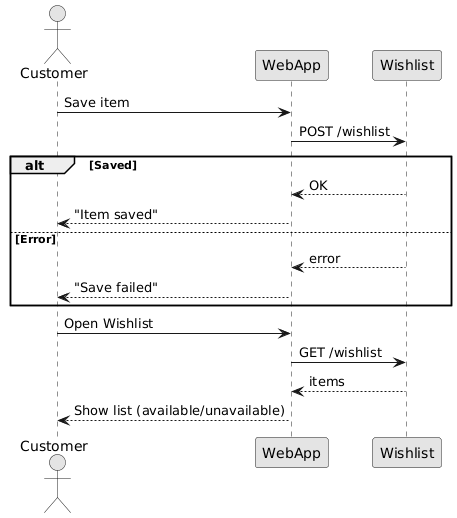 Customer
WebApp
Wishlist
Save item
POST /wishlist
alt [Saved]
OK
"Item saved"
[Error]
error
"Save failed"
Open Wishlist
GET /wishlist
items
Show list (available/unavailable)
Customer
WebApp
Wishlist